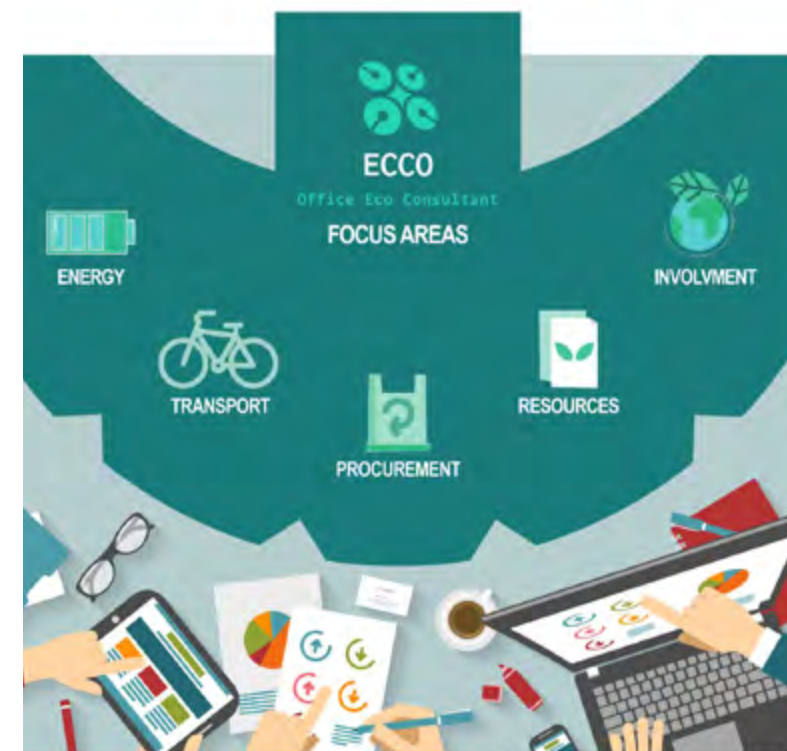 ECCO
Office Eco Consultant
FOCUS AREAS
ENERGY
INVOLVMENT
TRANSPORT
RESOURCES
PROCUREMENT